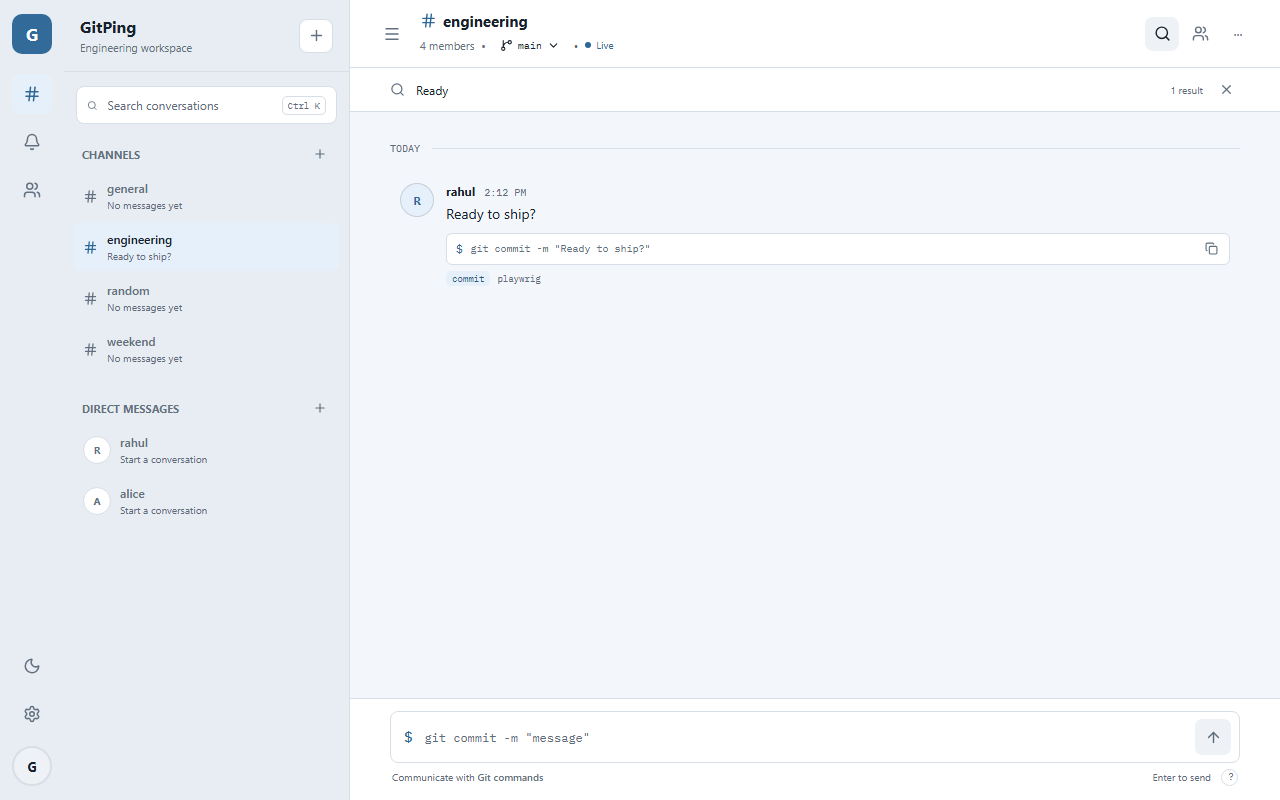 G
GitPing
Engineering workspace
Search conversations
Ctrl K
CHANNELS
general
No messages yet
engineering
Ready to ship?
random
No messages yet
weekend
No messages yet
DIRECT MESSAGES
R
rahul
Start a conversation
A
alice
Start a conversation
G
# engineering
4 members • main • Live
Ready
1 result
TODAY
R
rahul 2:12 PM
Ready to ship?
$ git commit -m "Ready to ship?"
commit playwrig
$ git commit -m "message"
Communicate with Git commands
Enter to send ?